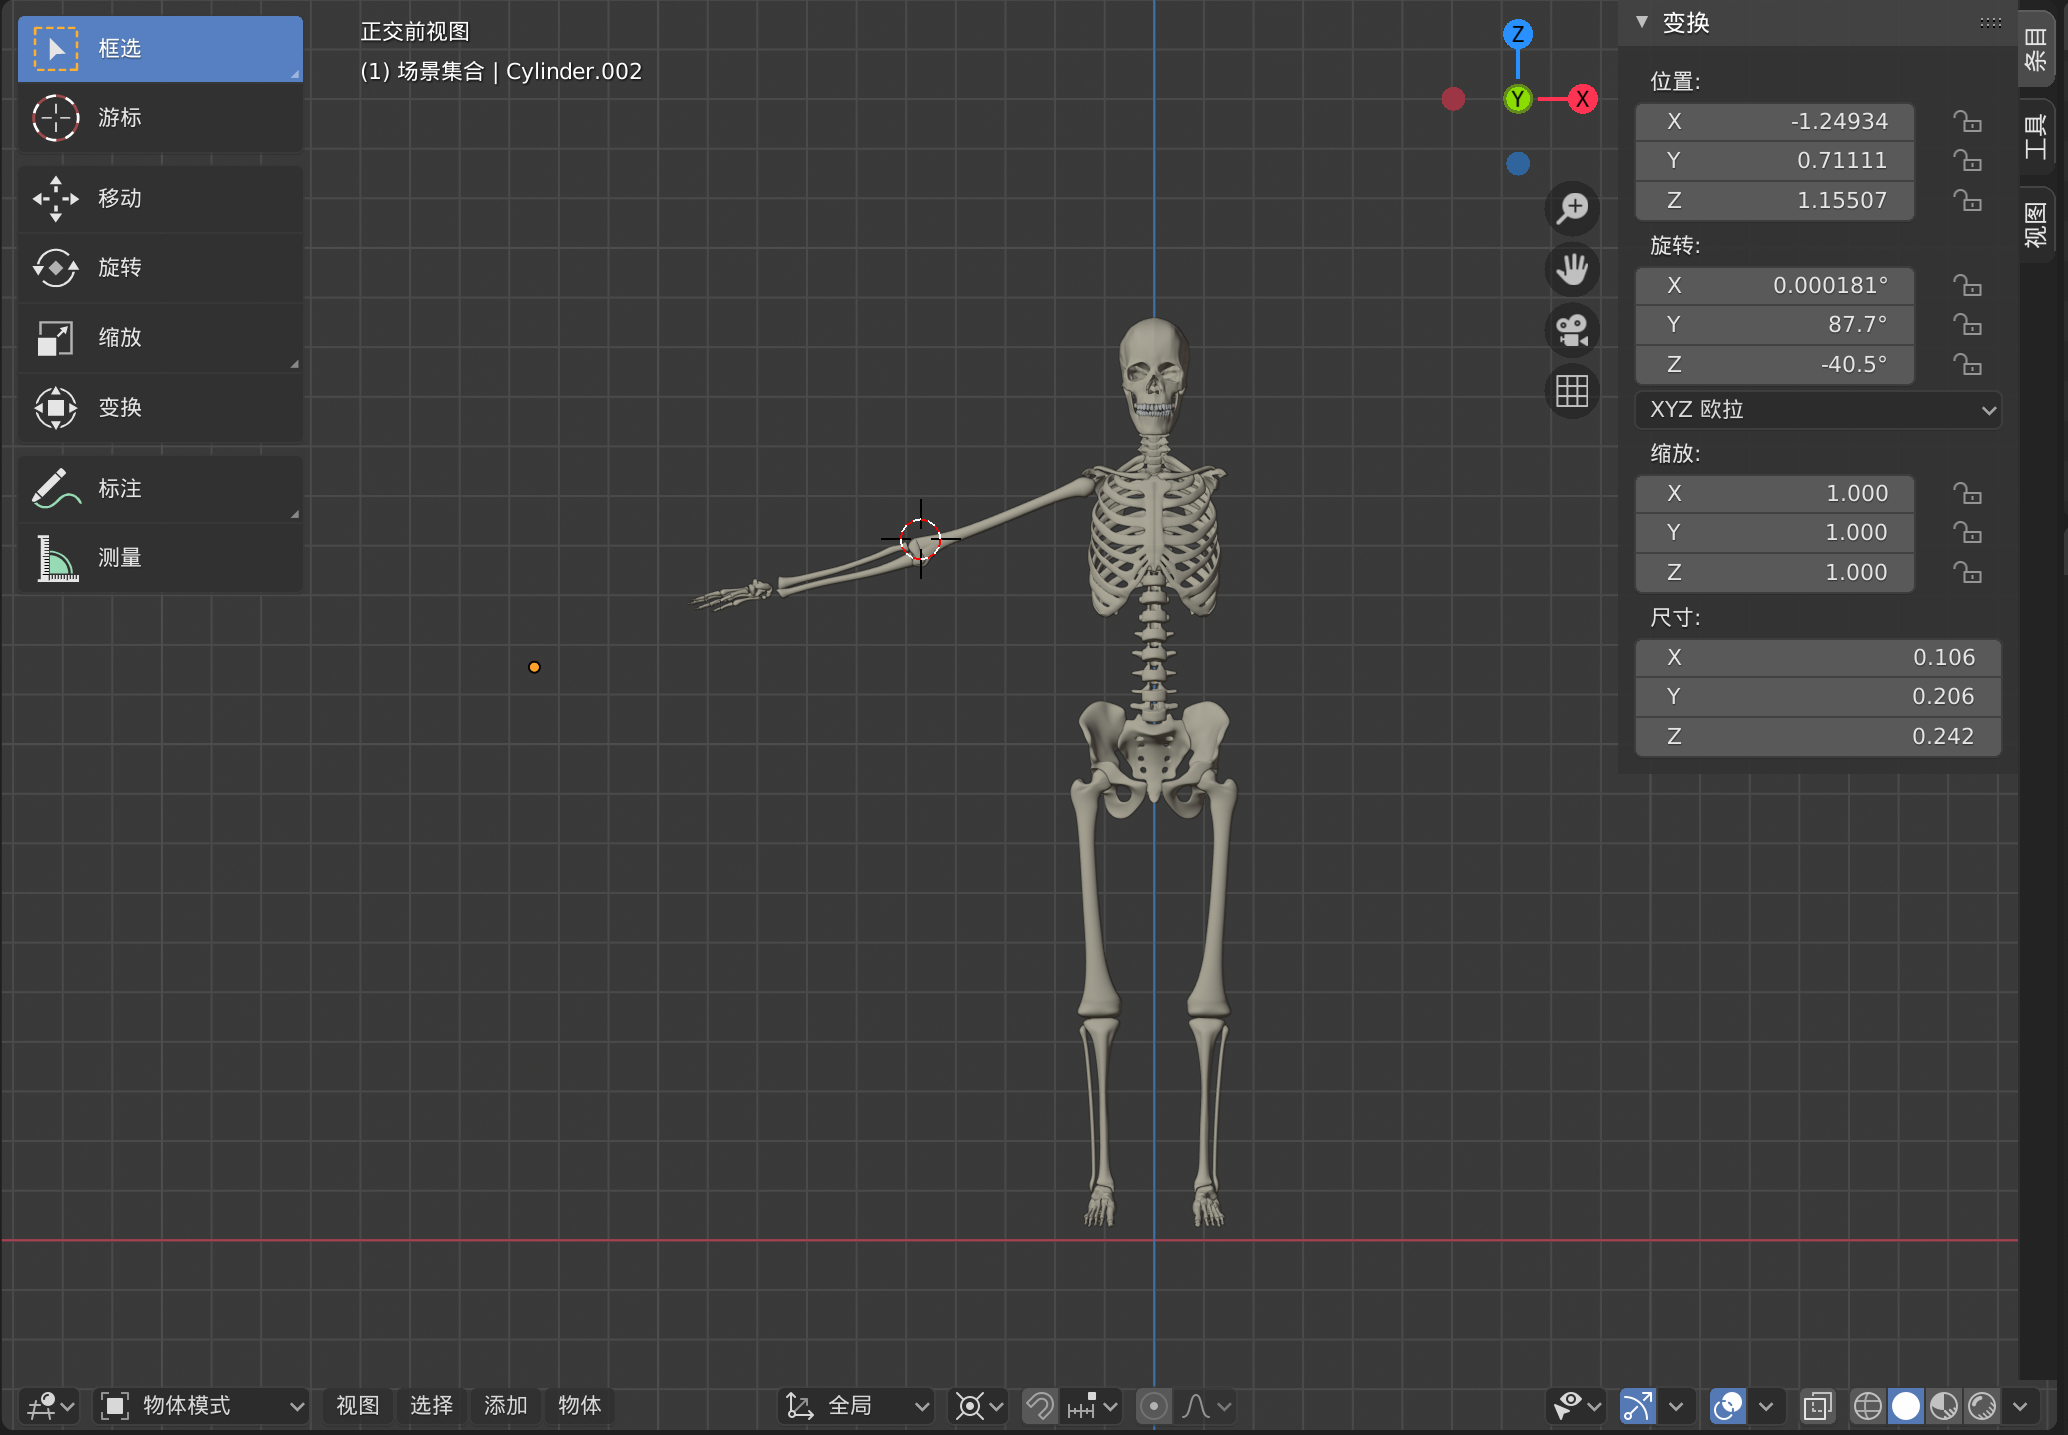 框选
游标
移动
旋转
缩放
变换
标注
测量
正交前视图
(1) 场景集合 | Cylinder.002
Z
Y
X
变换
位置:
X -1.24934
Y 0.71111
Z 1.15507
旋转:
X 0.000181°
Y 87.7°
Z -40.5°
XYZ 欧拉
缩放:
X 1.000
Y 1.000
Z 1.000
尺寸:
X 0.106
Y 0.206
Z 0.242
条目
工具
视图
物体模式
视图
选择
添加
物体
全局